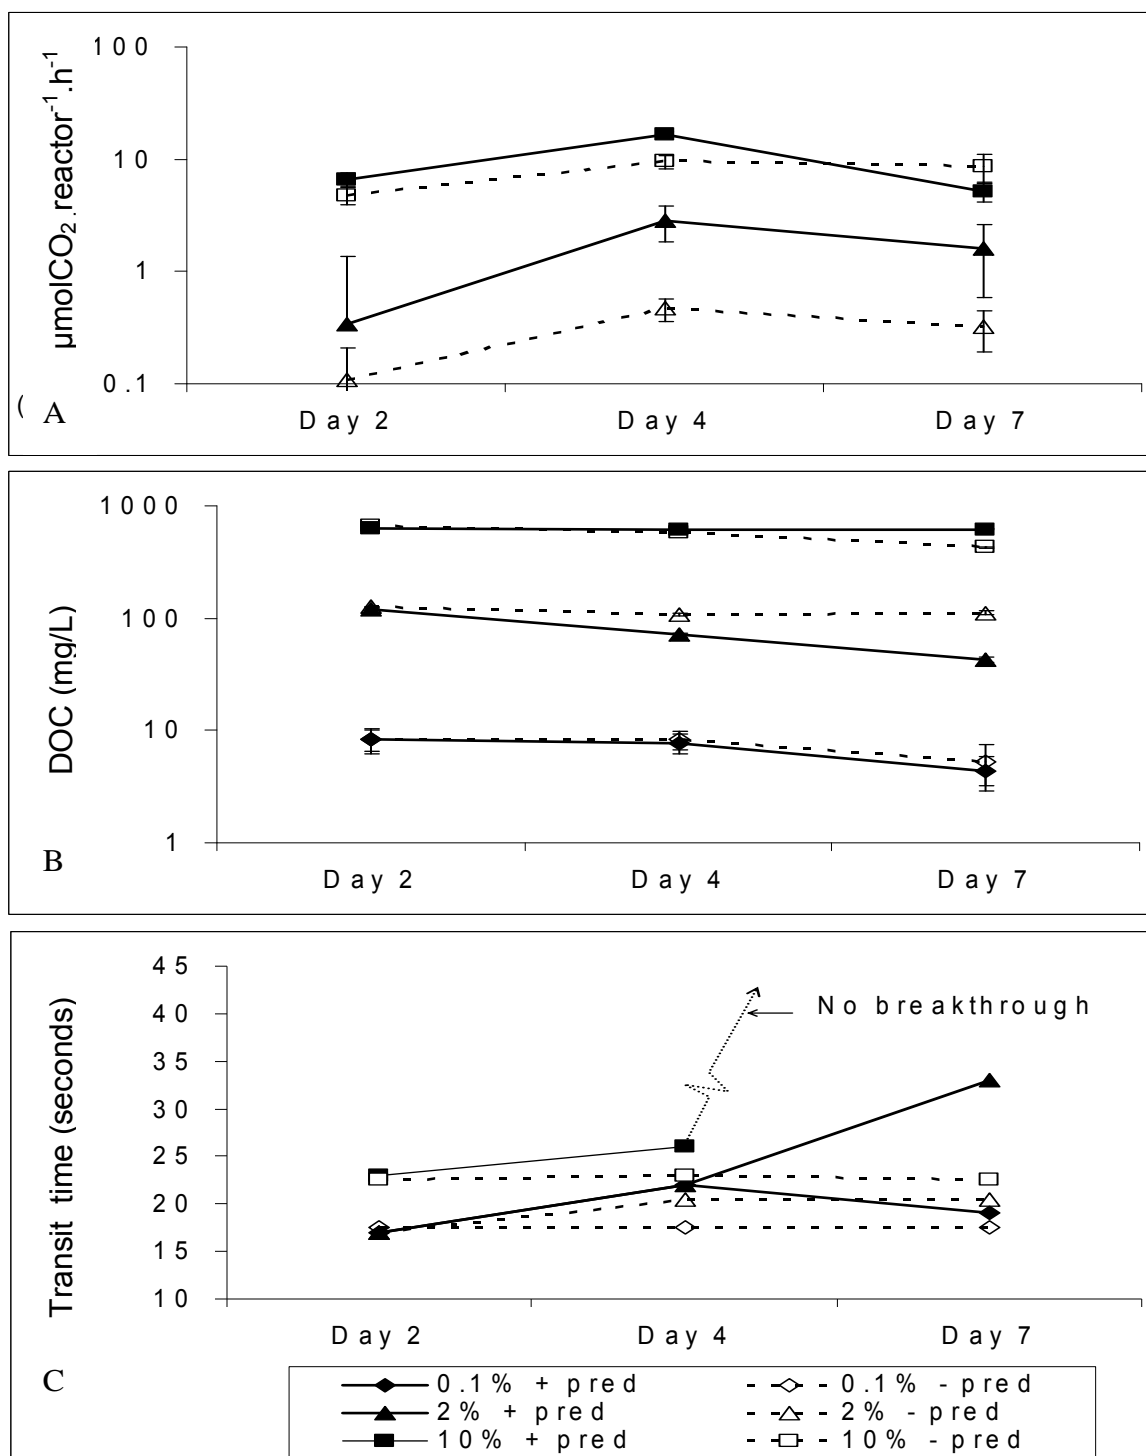 100
10
1
0.1
µmolCO2.reactor-1.h-1
( A
Day 2 Day 4 Day 7
1000
100
10
1
DOC (mg/L)
B
Day 2 Day 4 Day 7
45
40
35
30
25
20
15
10
Transit time (seconds)
No breakthrough
Day 2 Day 4 Day 7
C
0.1% + pred 0.1% - pred
2% + pred 2% - pred
10% + pred 10% - pred